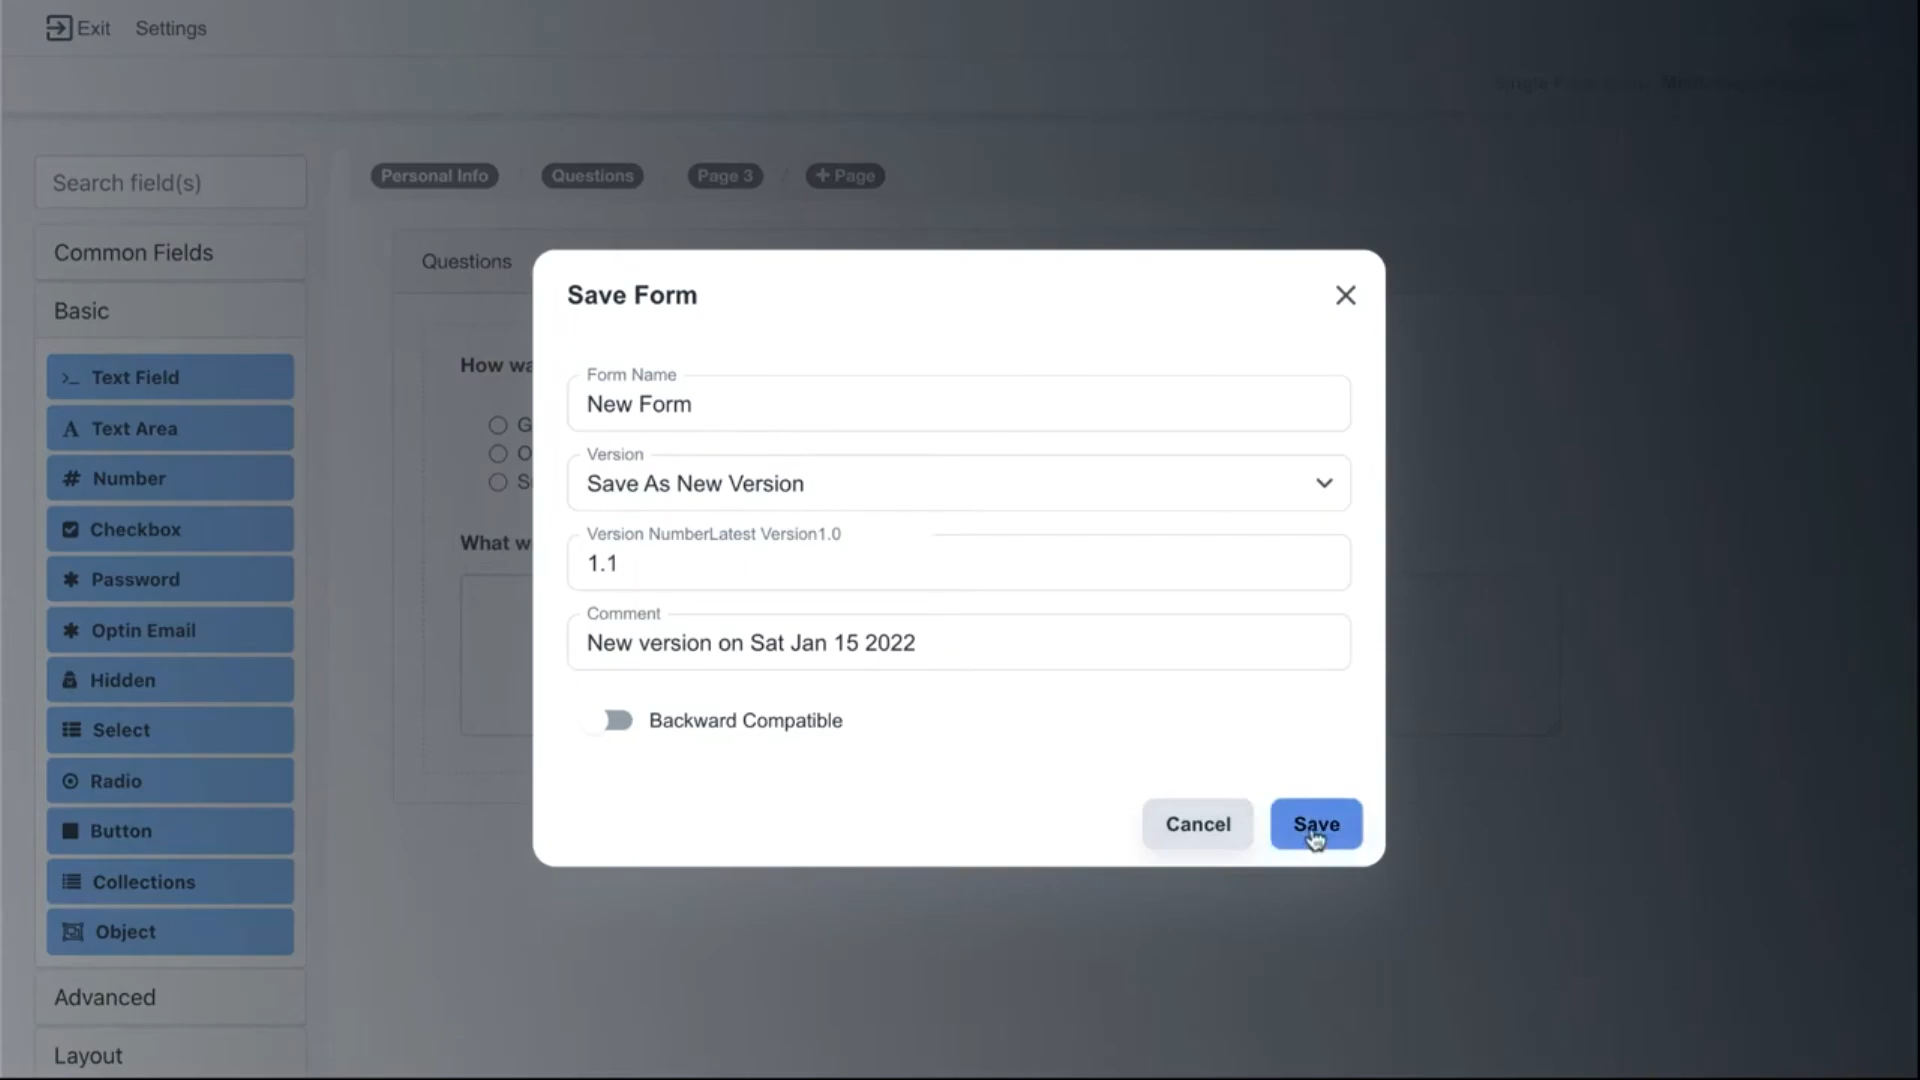 Exit Settings
Search field(s)
Personal Info Questions Page 3 / + Page
Common Fields
Basic
>_ Text Field
A Text Area
# Number
Checkbox
* Password
* Optin Email
Hidden
Select
Radio
Button
Collections
Object
Advanced
Layout
Questions
How wa
G
O
What w
Save Form
Form Name
New Form
Version
Save As New Version
Version NumberLatest Version1.0
1.1
Comment
New version on Sat Jan 15 2022
Backward Compatible
Cancel Save